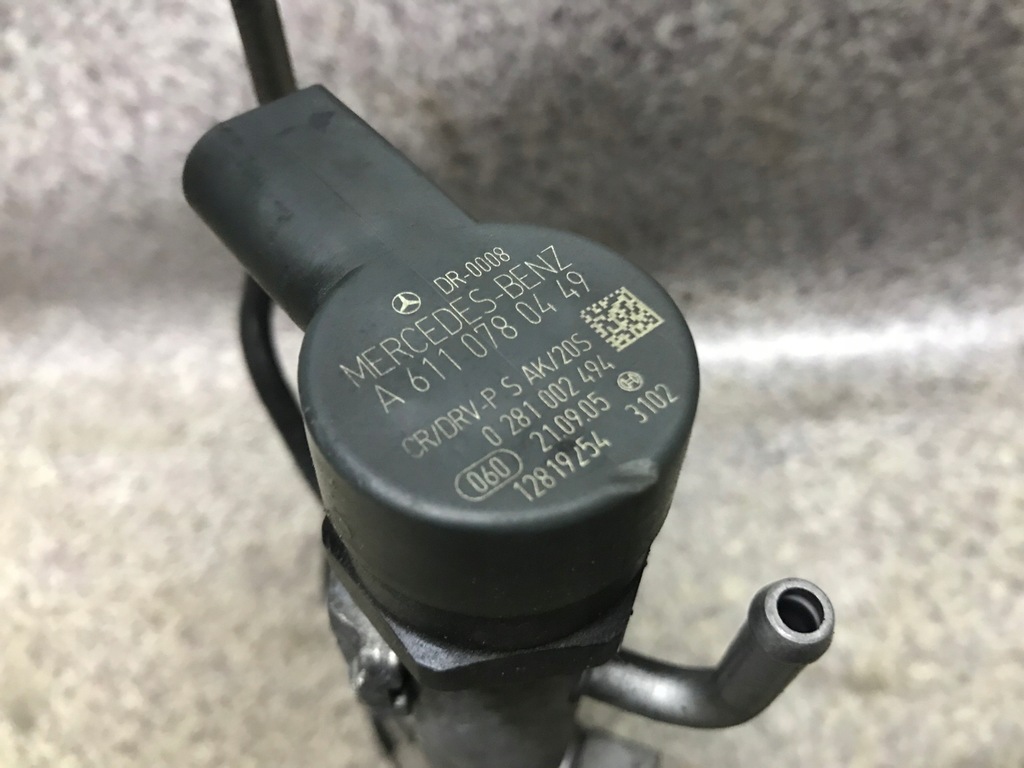 DR-0008
MERCEDES-BENZ
A 611 078 04 49
CR/DRV-P S AK/20S
0 281 002 494
060 21.09.05 3102
12819254